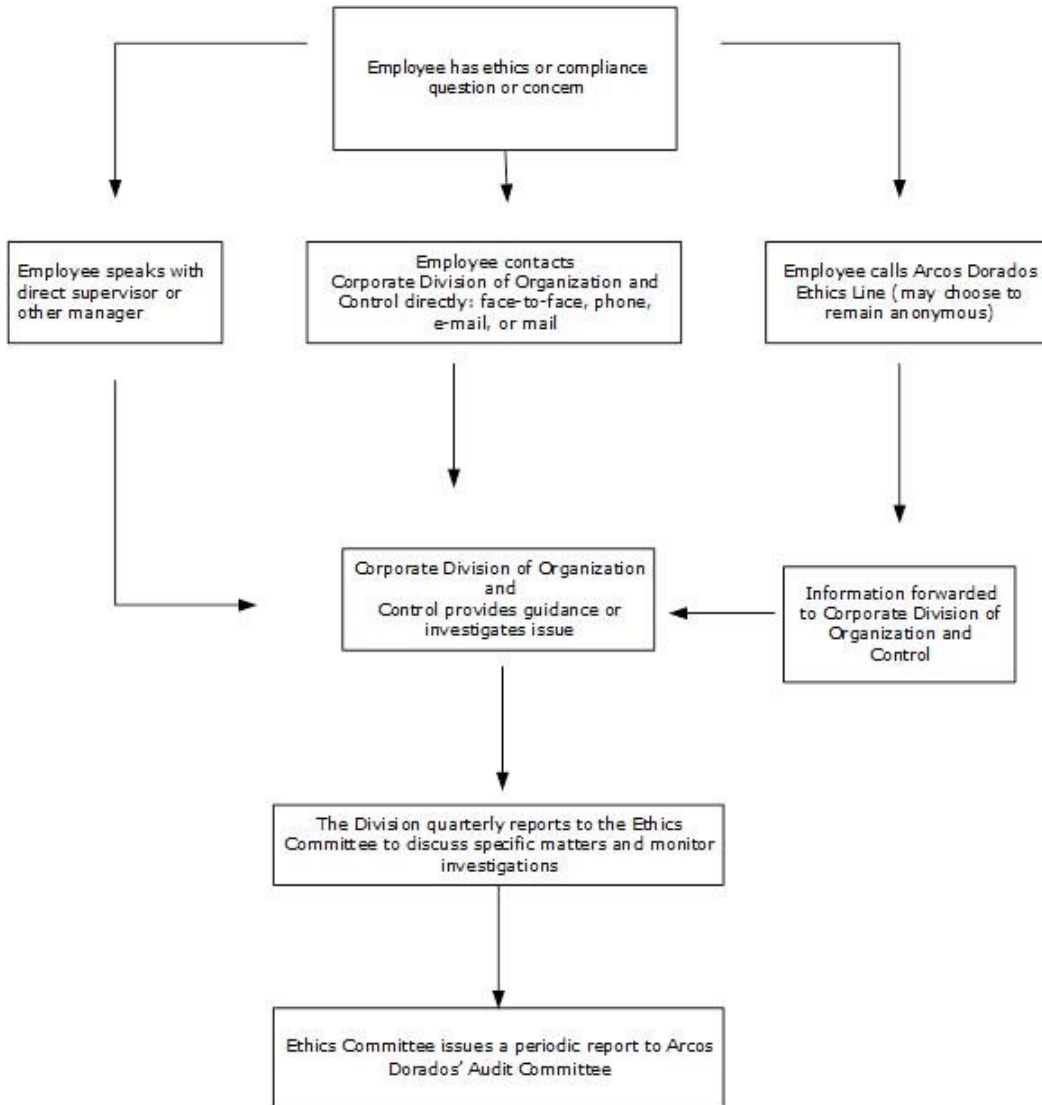 Employee has ethics or compliance
question or concern
Employee speaks with
direct supervisor or
other manager
Employee contacts
Corporate Division of Organization and
Control directly: face-to-face, phone,
e-mail, or mail
Employee calls Arcos Dorados
Ethics Line (may choose to
remain anonymous)
Corporate Division of Organization
and
Control provides guidance or
investigates issue
Information forwarded
to Corporate Division of
Organization and
Control
The Division quarterly reports to the Ethics
Committee to discuss specific matters and monitor
investigations
Ethics Committee issues a periodic report to Arcos
Dorados’ Audit Committee